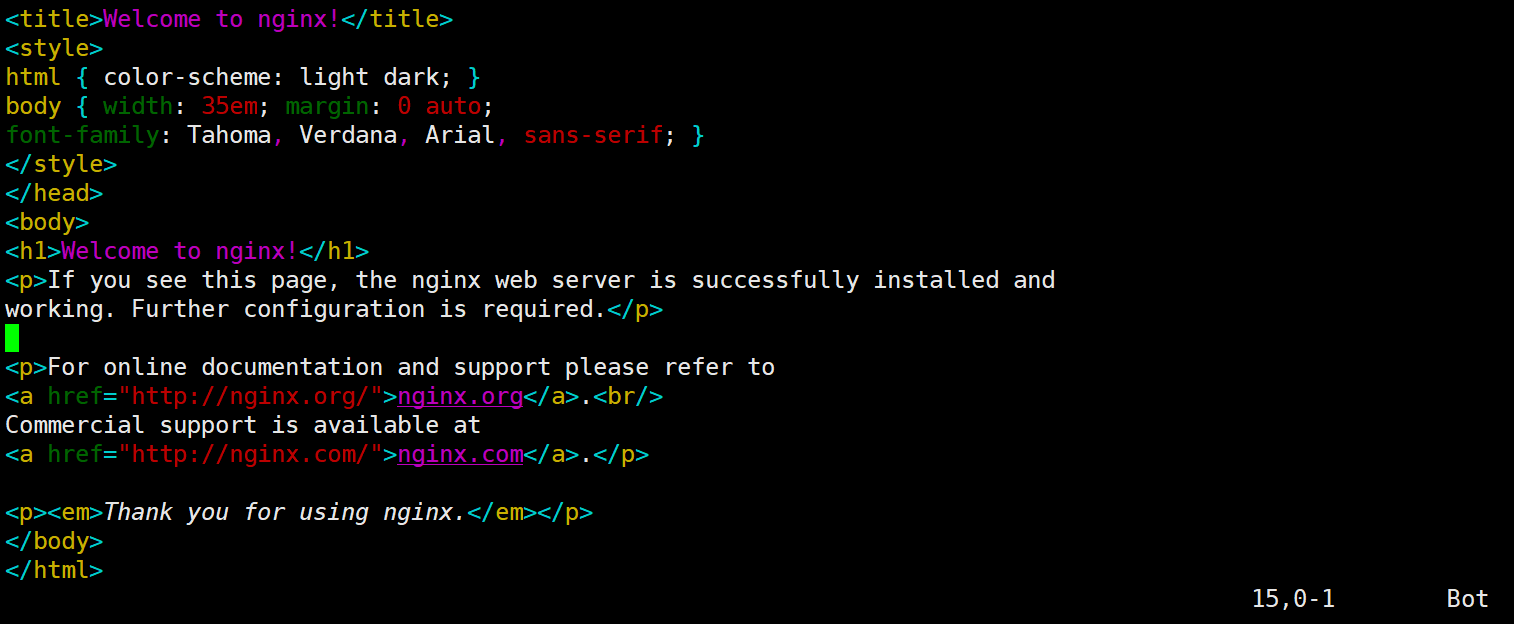 <title>Welcome to nginx!</title>
<style>
html { color-scheme: light dark; }
body { width: 35em; margin: 0 auto;
font-family: Tahoma, Verdana, Arial, sans-serif; }
</style>
</head>
<body>
<h1>Welcome to nginx!</h1>
<p>If you see this page, the nginx web server is successfully installed and
working. Further configuration is required.</p>
<p>For online documentation and support please refer to
<a href="http://nginx.org/">nginx.org</a>.<br/>
Commercial support is available at
<a href="http://nginx.com/">nginx.com</a>.</p>
<p><em>Thank you for using nginx.</em></p>
</body>
</html>
15,0-1 Bot